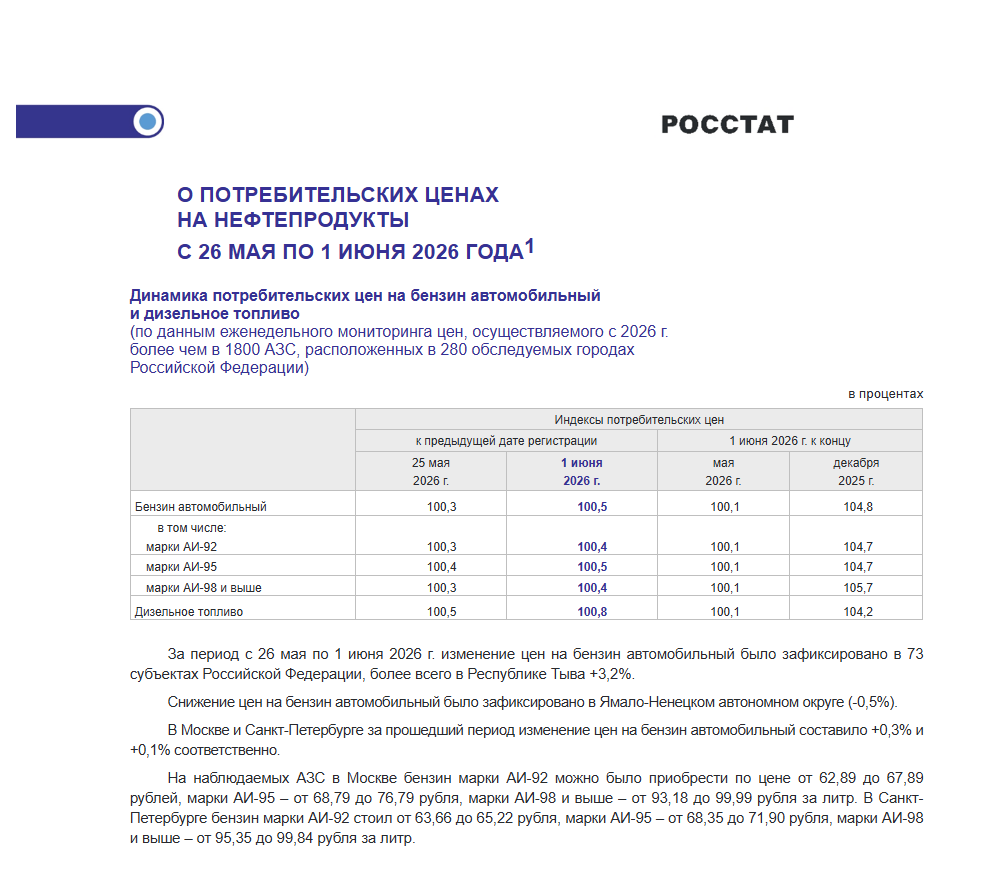 РОССТАТ
О ПОТРЕБИТЕЛЬСКИХ ЦЕНАХ
НА НЕФТЕПРОДУКТЫ
С 26 МАЯ ПО 1 ИЮНЯ 2026 ГОДА1
Динамика потребительских цен на бензин автомобильный
и дизельное топливо
(по данным еженедельного мониторинга цен, осуществляемого с 2026 г.
более чем в 1800 АЗС, расположенных в 280 обследуемых городах
Российской Федерации)
в процентах
Индексы потребительских цен
к предыдущей дате регистрации 1 июня 2026 г. к концу
25 мая 1 июня мая декабря
2026 г. 2026 г. 2026 г. 2025 г.
Бензин автомобильный 100,3 100,5 100,1 104,8
в том числе:
марки АИ-92 100,3 100,4 100,1 104,7
марки АИ-95 100,4 100,5 100,1 104,7
марки АИ-98 и выше 100,3 100,4 100,1 105,7
Дизельное топливо 100,5 100,8 100,1 104,2
За период с 26 мая по 1 июня 2026 г. изменение цен на бензин автомобильный было зафиксировано в 73
субъектах Российской Федерации, более всего в Республике Тыва +3,2%.
Снижение цен на бензин автомобильный было зафиксировано в Ямало-Ненецком автономном округе (-0,5%).
В Москве и Санкт-Петербурге за прошедший период изменение цен на бензин автомобильный составило +0,3% и
+0,1% соответственно.
На наблюдаемых АЗС в Москве бензин марки АИ-92 можно было приобрести по цене от 62,89 до 67,89
рублей, марки АИ-95 – от 68,79 до 76,79 рубля, марки АИ-98 и выше – от 93,18 до 99,99 рубля за литр. В Санкт-
Петербурге бензин марки АИ-92 стоил от 63,66 до 65,22 рубля, марки АИ-95 – от 68,35 до 71,90 рубля, марки АИ-98
и выше – от 95,35 до 99,84 рубля за литр.